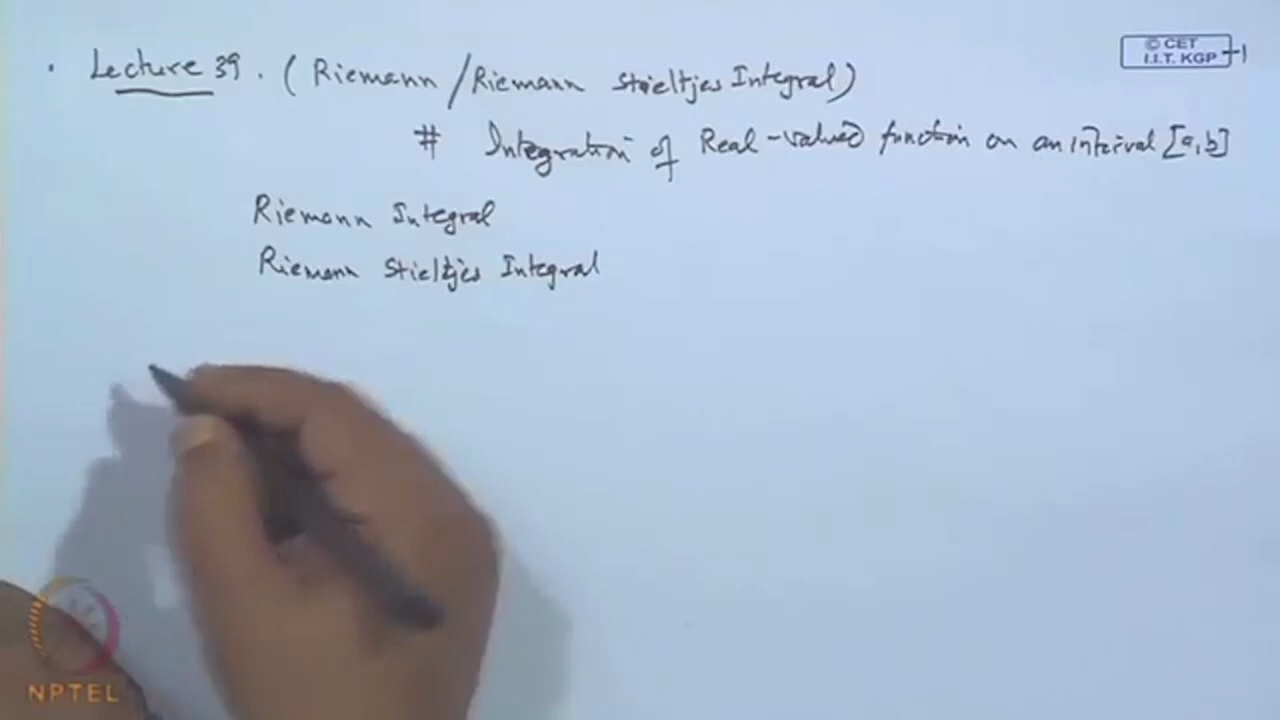 Lecture 39. (Riemann / Riemann Stieltjes Integral)
© CET
I.I.T. KGP
# Integration of Real-valued function on an interval [a,b]
Riemann Integral
Riemann Stieltjes Integral
NPTEL